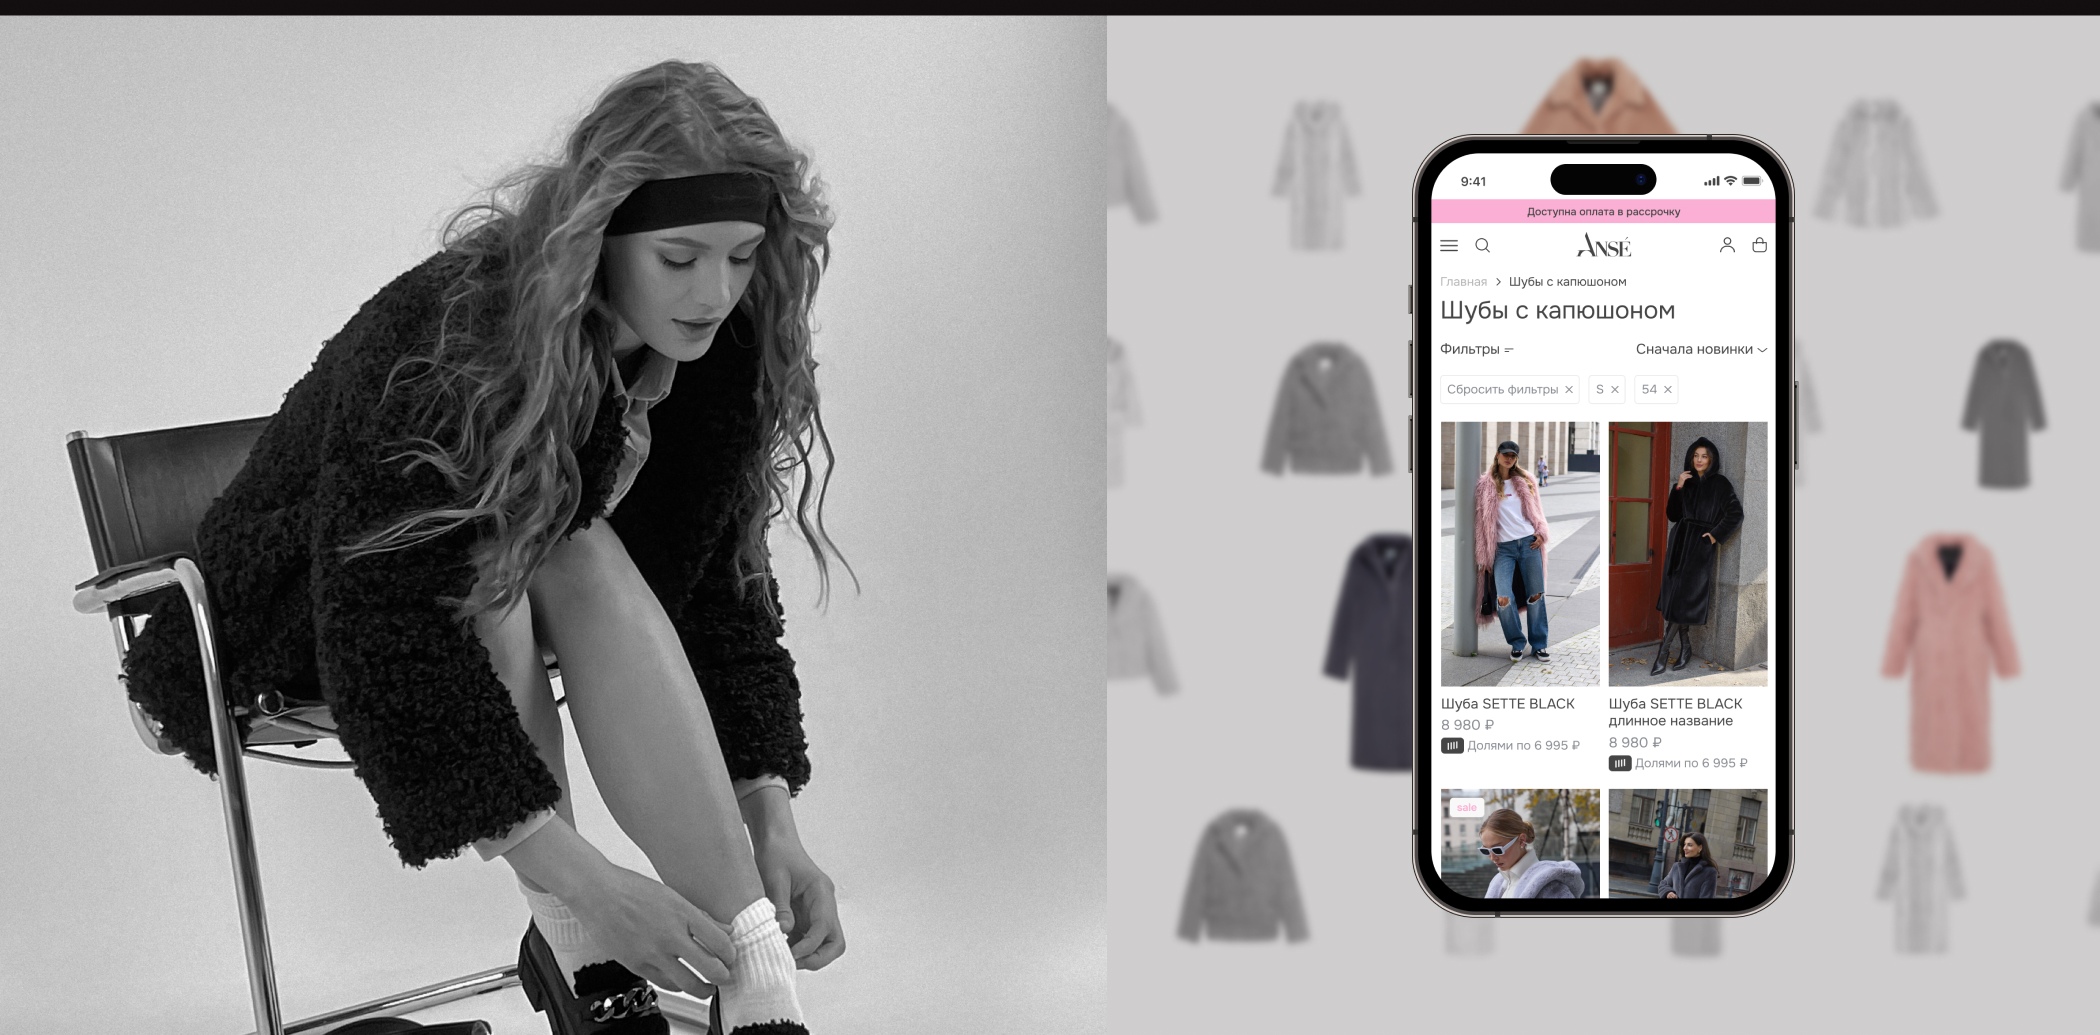 9:41
Доступна оплата в рассрочку
ANSÉ
Главная > Шубы с капюшоном
Шубы с капюшоном
Фильтры
Сначала новинки
Сбросить фильтры × S × 54 ×
Шуба SETTE BLACK
8 980 ₽
Долями по 6 995 ₽
Шуба SETTE BLACK
длинное название
8 980 ₽
Долями по 6 995 ₽
sale